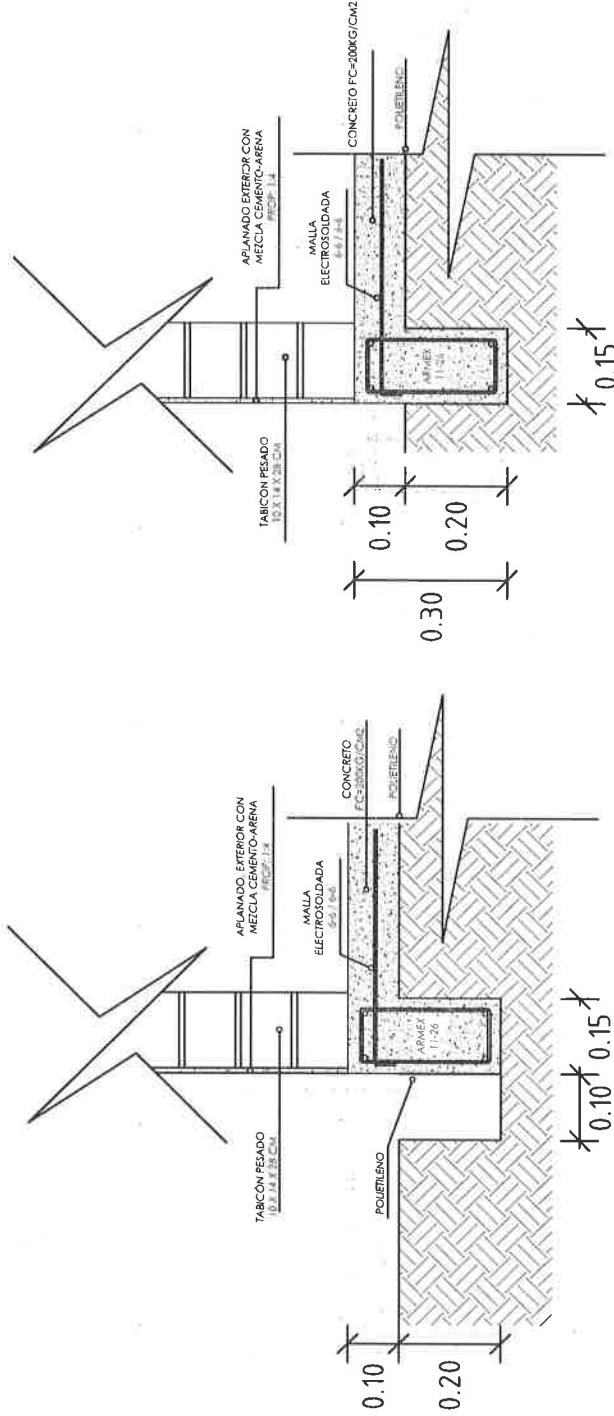 APLANADO EXTERIOR CON
MEZCLA CEMENTO-ARENA
PROP: 1:4
TABICON PESADO
10 X 14 X 28 CM
MALLA
ELECTROSOLDADA
6-6 / 6-6
CONCRETO
F'C=200KG/CM2
POLIETILENO
POLIETILENO
ARMEX
11-26
0.10
0.20
0.10
0.15
APLANADO EXTERIOR CON
MEZCLA CEMENTO-ARENA
PROP: 1:4
TABICON PESADO
10 X 14 X 28 CM
MALLA
ELECTROSOLDADA
6-6 / 6-6
CONCRETO F'C=200KG/CM2
POLIETILENO
ARMEX
11-26
0.10
0.20
0.30
0.15